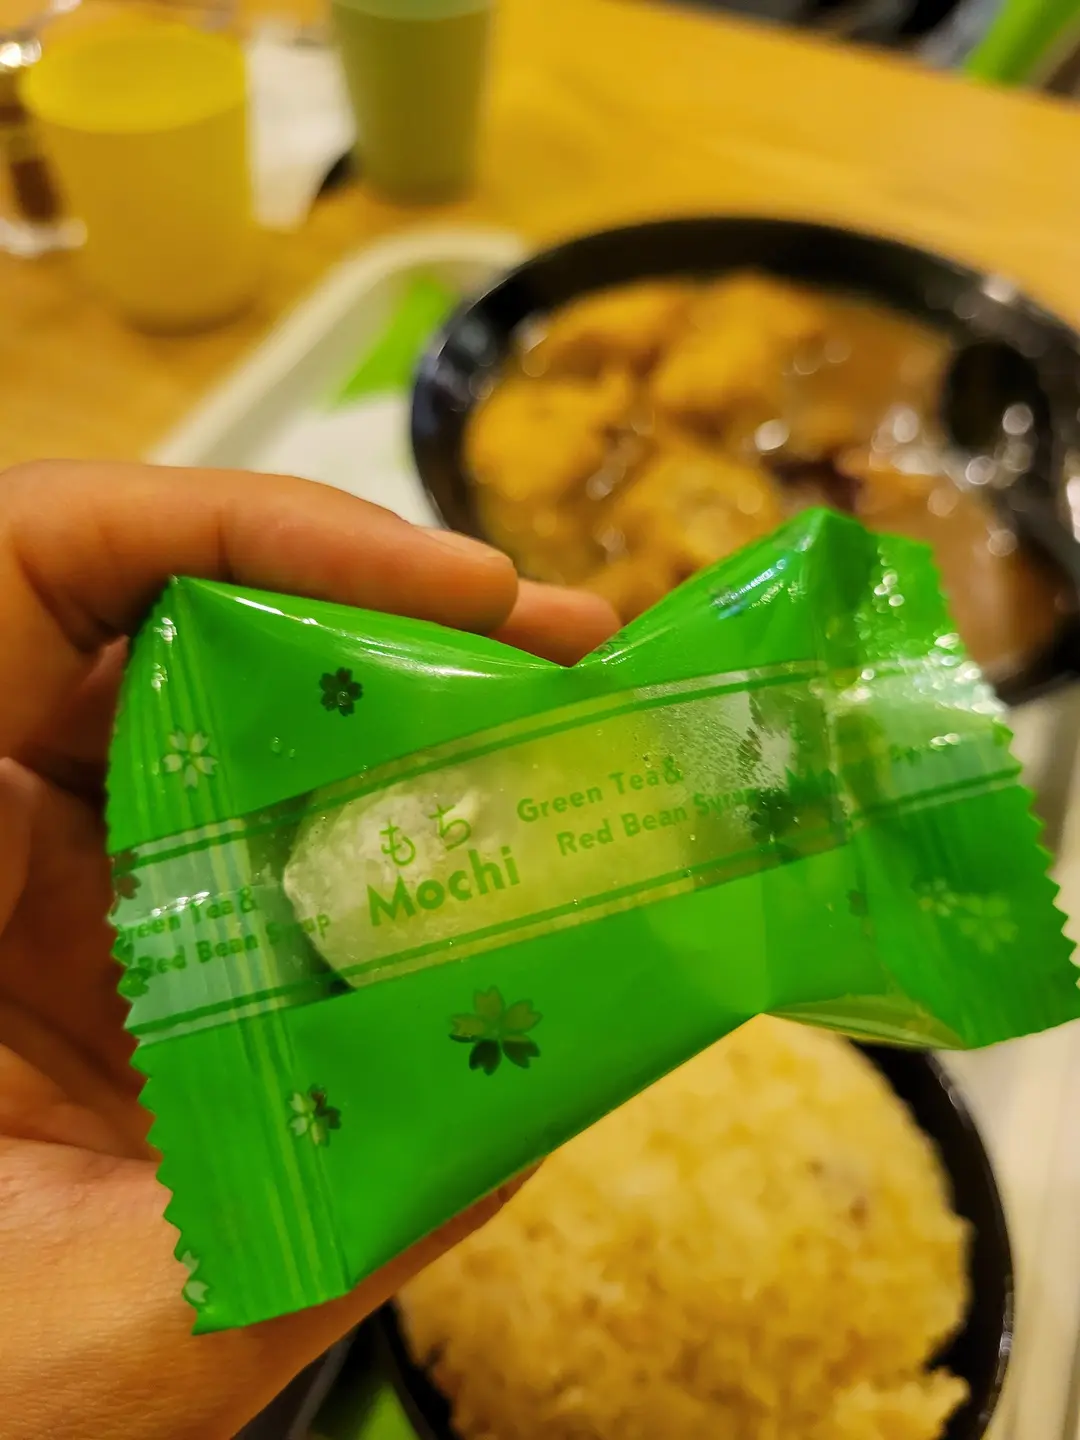 もち
Mochi
Green Tea&
Red Bean Syrup
Green Tea&
Red Bean Syrup